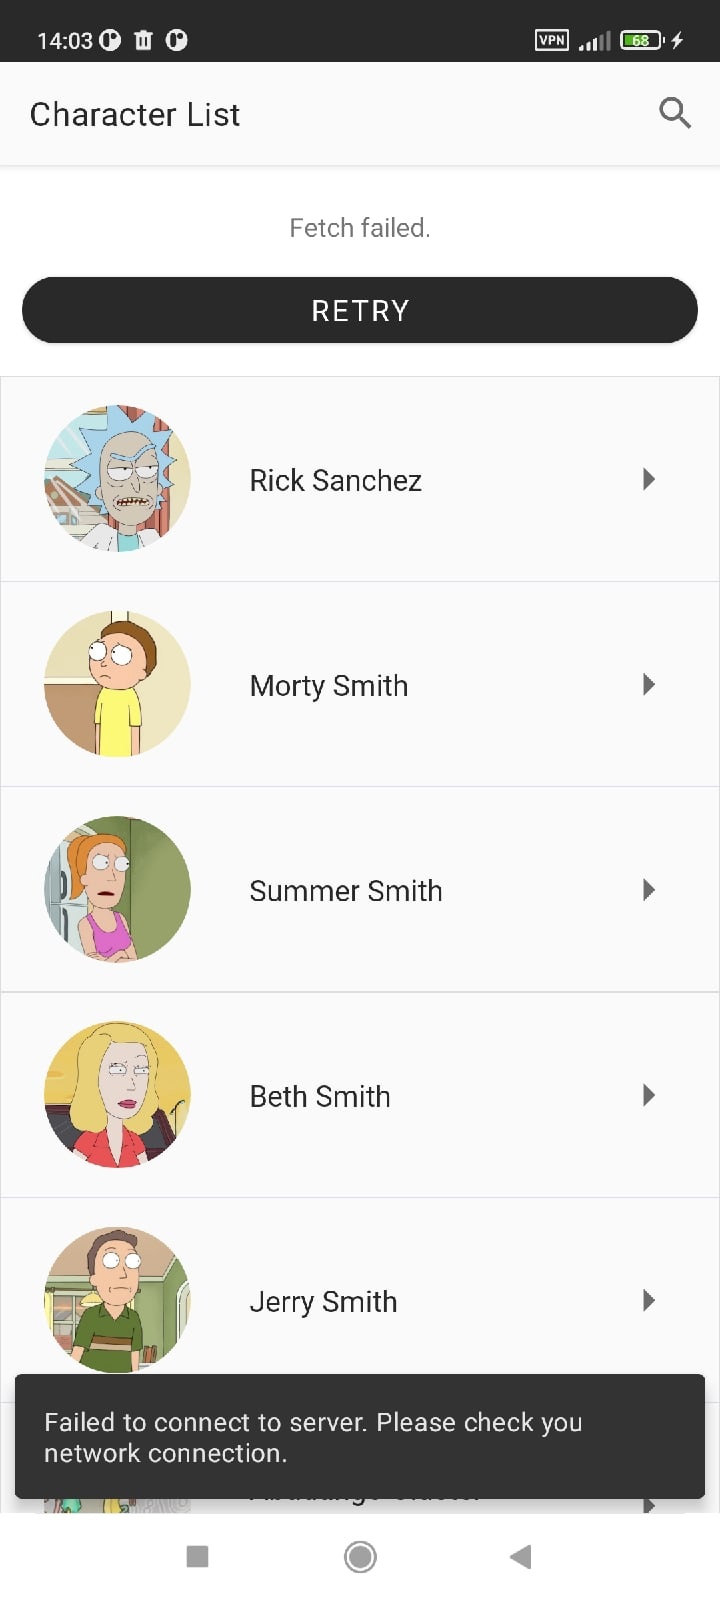 14:03
VPN
68
Character List
Fetch failed.
RETRY
Rick Sanchez
Morty Smith
Summer Smith
Beth Smith
Jerry Smith
Failed to connect to server. Please check you
network connection.